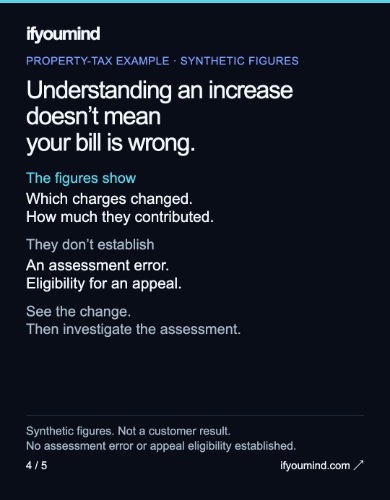 ifyoumind
PROPERTY-TAX EXAMPLE · SYNTHETIC FIGURES
Understanding an increase
doesn’t mean
your bill is wrong.
The figures show
Which charges changed.
How much they contributed.
They don’t establish
An assessment error.
Eligibility for an appeal.
See the change.
Then investigate the assessment.
Synthetic figures. Not a customer result.
No assessment error or appeal eligibility established.
4 / 5
ifyoumind.com ↗